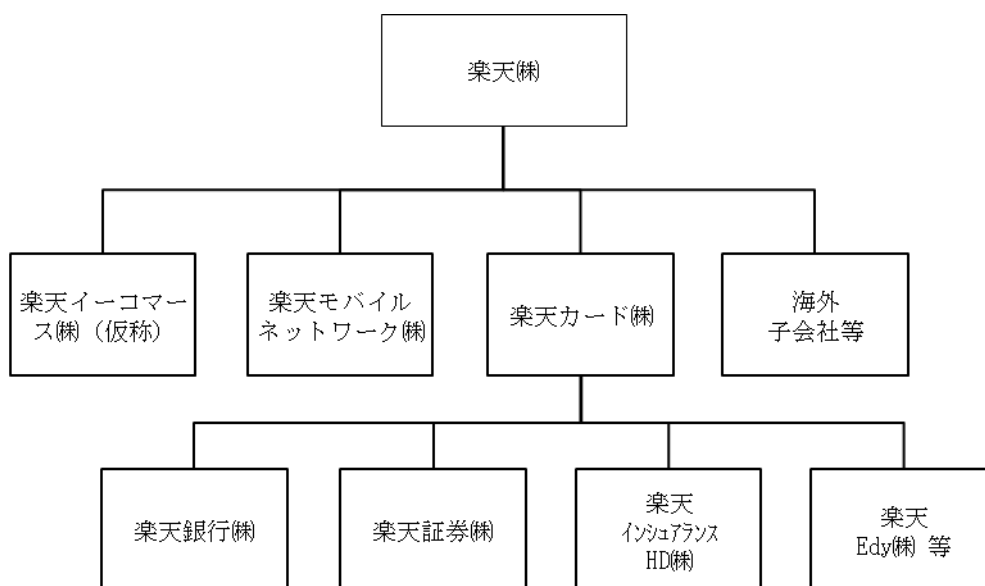 楽天㈱
楽天イーコマー
ス㈱（仮称）
楽天モバイル
ネットワーク㈱
楽天カード㈱
海外
子会社等
楽天銀行㈱
楽天証券㈱
楽天
ｲﾝｼｭｱﾗﾝｽ
HD㈱
楽天
Edy㈱ 等